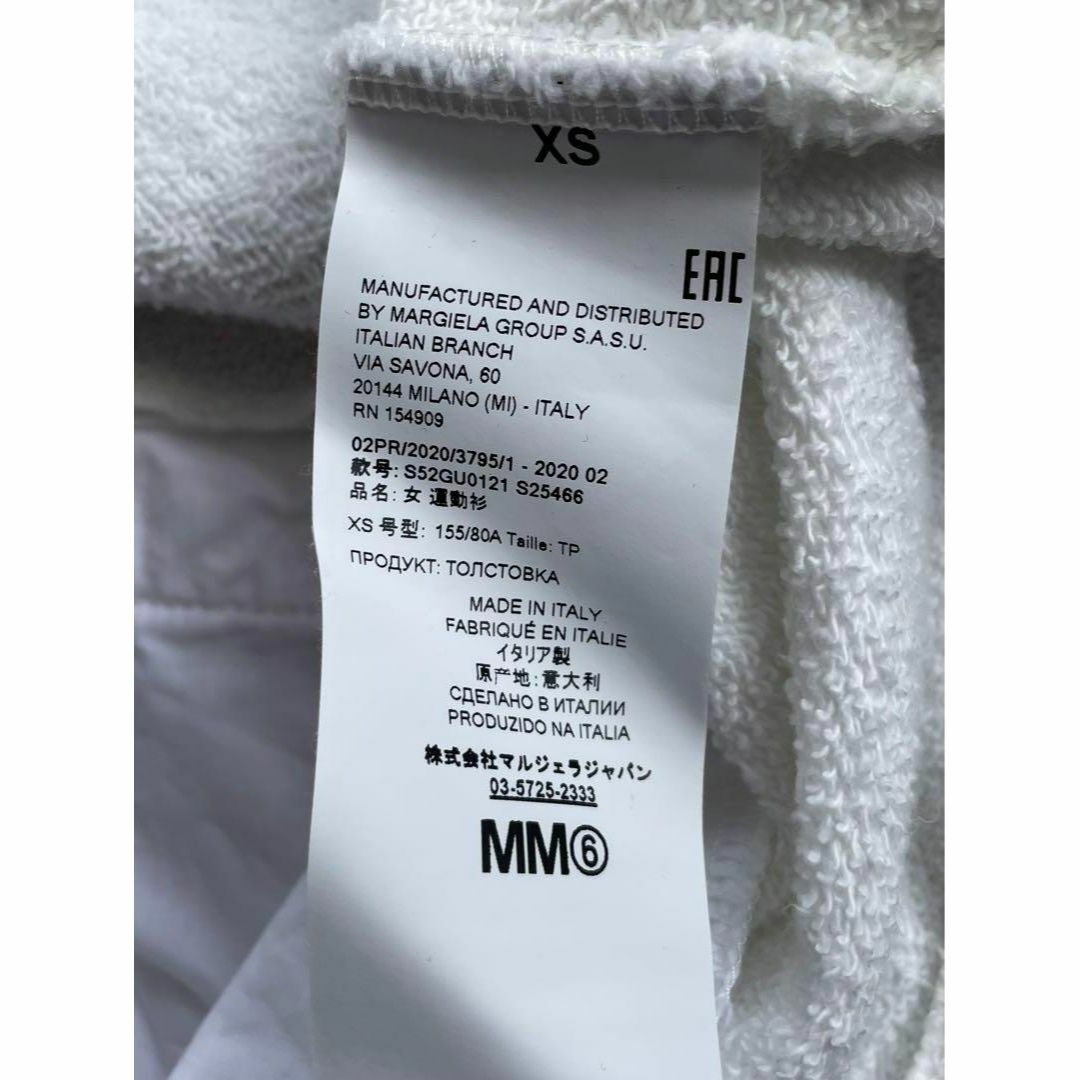 XS
EAC
MANUFACTURED AND DISTRIBUTED
BY MARGIELA GROUP S.A.S.U.
ITALIAN BRANCH
VIA SAVONA, 60
20144 MILANO (MI) - ITALY
RN 154909
02PR/2020/3795/1 - 2020 02
款号: S52GU0121 S25466
品名: 女 運動衫
XS 号型: 155/80A Taille: TP
ПРОДУКТ: ТОЛСТОВКА
MADE IN ITALY
FABRIQUÉ EN ITALIE
イタリア製
原产地:意大利
СДЕЛАНО В ИТАЛИИ
PRODUZIDO NA ITALIA
株式会社マルジェラジャパン
03-5725-2333
MM⑥